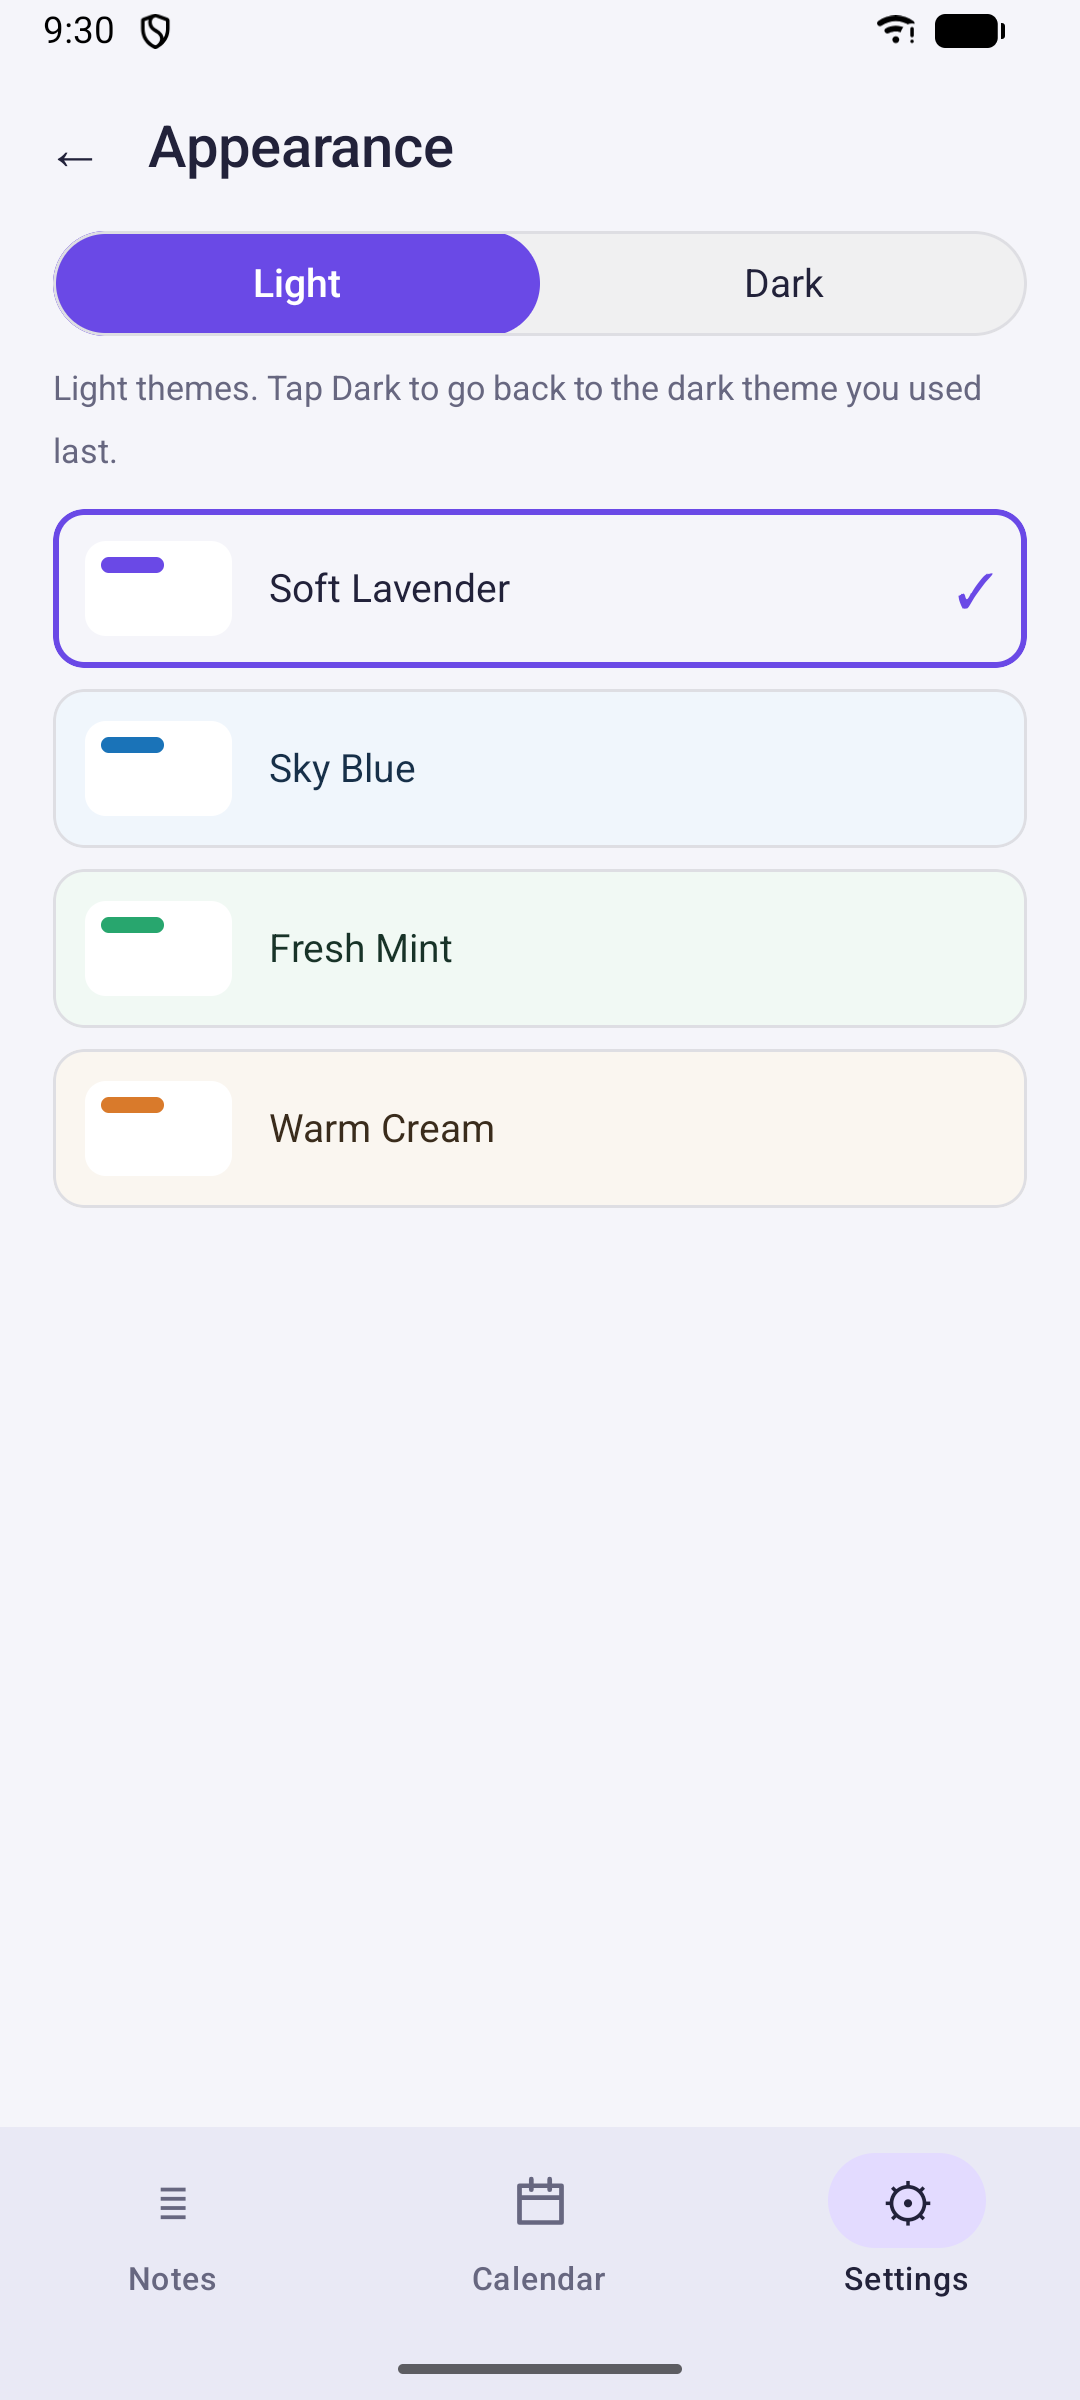 9:30
← Appearance
Light
Dark
Light themes. Tap Dark to go back to the dark theme you used
last.
Soft Lavender ✓
Sky Blue
Fresh Mint
Warm Cream
Notes
Calendar
Settings